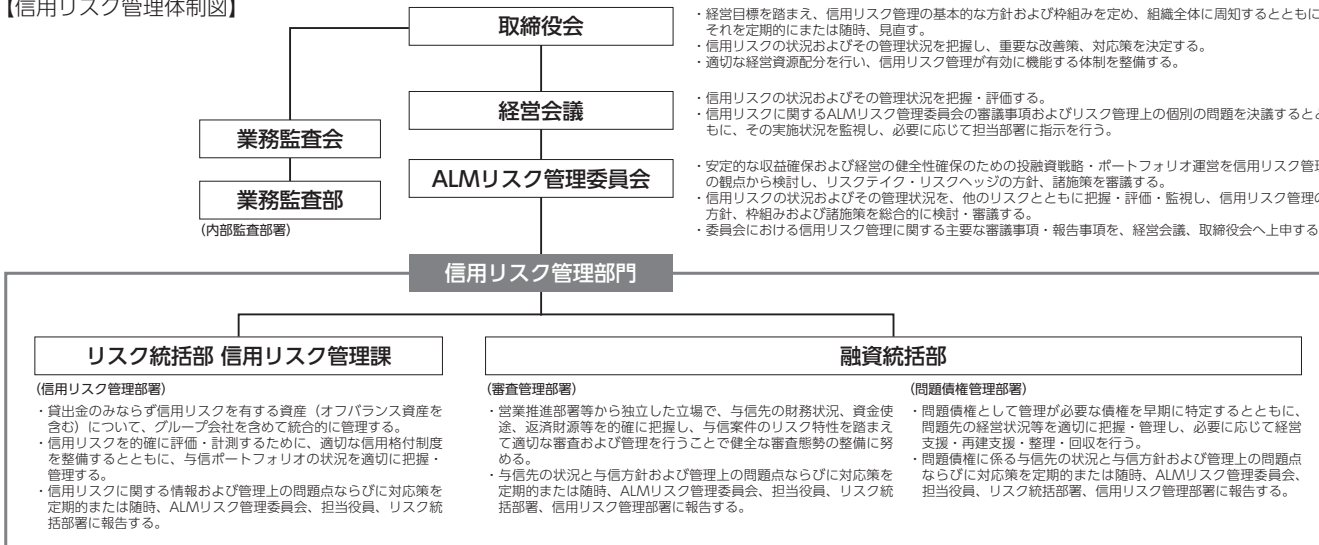 【信用リスク管理体制図】
取締役会
・経営目標を踏まえ、信用リスク管理の基本的な方針および枠組みを定め、組織全体に周知するとともに
それを定期的にまたは随時、見直す。
・信用リスクの状況およびその管理状況を把握し、重要な改善策、対応策を決定する。
・適切な経営資源配分を行い、信用リスク管理が有効に機能する体制を整備する。
経営会議
・信用リスクの状況およびその管理状況を把握・評価する。
・信用リスクに関するALMリスク管理委員会の審議事項およびリスク管理上の個別の問題を決議すると
もに、その実施状況を監視し、必要に応じて担当部署に指示を行う。
業務監査会
業務監査部
(内部監査部署)
ALMリスク管理委員会
・安定的な収益確保および経営の健全性確保のための投融資戦略・ポートフォリオ運営を信用リスク管理
の観点から検討し、リスクテイク・リスクヘッジの方針、諸施策を審議する。
・信用リスクの状況およびその管理状況を、他のリスクとともに把握・評価・監視し、信用リスク管理の
方針、枠組みおよび諸施策を総合的に検討・審議する。
・委員会における信用リスク管理に関する主要な審議事項・報告事項を、経営会議、取締役会へ上申する
信用リスク管理部門
リスク統括部 信用リスク管理課
(信用リスク管理部署)
・貸出金のみならず信用リスクを有する資産（オフバランス資産を
含む）について、グループ会社を含めて統合的に管理する。
・信用リスクを的確に評価・計測するために、適切な信用格付制度
を整備するとともに、与信ポートフォリオの状況を適切に把握・
管理する。
・信用リスクに関する情報および管理上の問題点ならびに対応策を
定期的または随時、ALMリスク管理委員会、担当役員、リスク統
括部署に報告する。
融資統括部
(審査管理部署)
・営業推進部署等から独立した立場で、与信先の財務状況、資金使
途、返済財源等を的確に把握し、与信案件のリスク特性を踏まえ
て適切な審査および管理を行うことで健全な審査態勢の整備に努
める。
・与信先の状況と与信方針および管理上の問題点ならびに対応策を
定期的または随時、ALMリスク管理委員会、担当役員、リスク統
括部署、信用リスク管理部署に報告する。
(問題債権管理部署)
・問題債権として管理が必要な債権を早期に特定するとともに、
問題先の経営状況等を適切に把握・管理し、必要に応じて経営
支援・再建支援・整理・回収を行う。
・問題債権に係る与信先の状況と与信方針および管理上の問題点
ならびに対応策を定期的または随時、ALMリスク管理委員会、
担当役員、リスク統括部署、信用リスク管理部署に報告する。